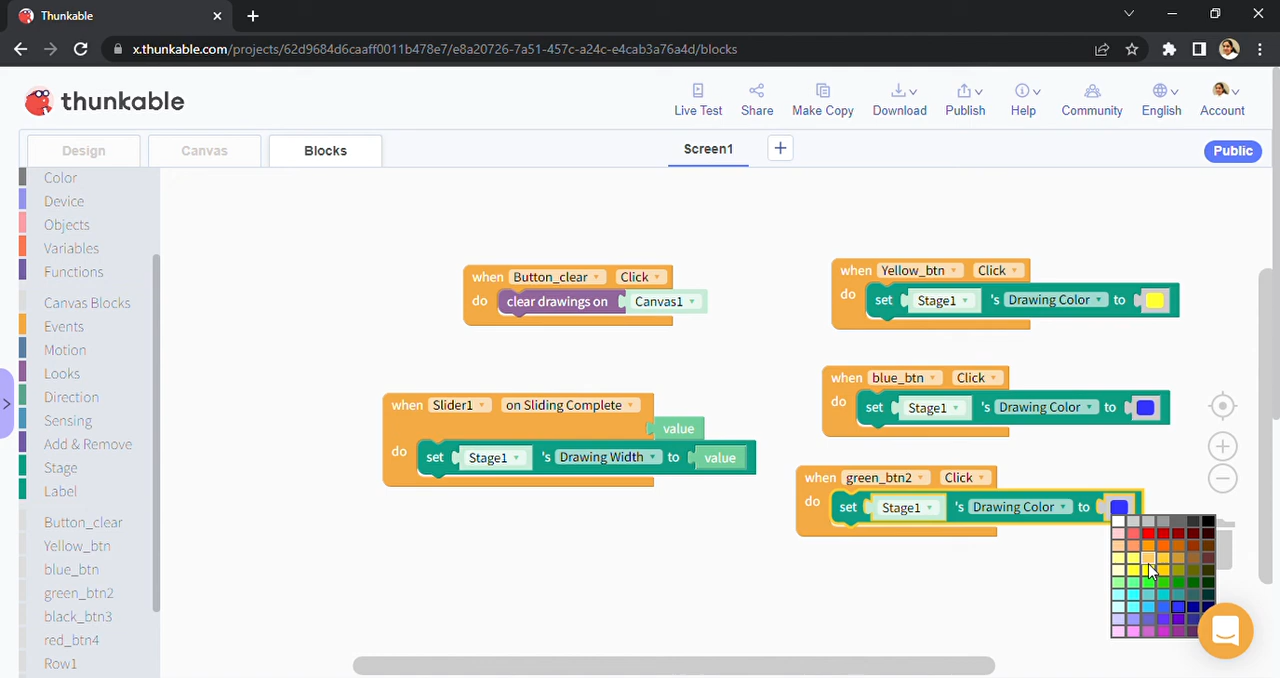 Thunkable
x.thunkable.com/projects/62d9684d6caaff0011b478e7/e8a20726-7a51-457c-a24c-e4cab3a76a4d/blocks
thunkable
Live Test Share Make Copy Download Publish Help Community English Account
Design Canvas Blocks Screen1 + Public
Color
Device
Objects
Variables
Functions
Canvas Blocks
Events
Motion
Looks
Direction
Sensing
Add & Remove
Stage
Label
Button_clear
Yellow_btn
blue_btn
green_btn2
black_btn3
red_btn4
Row1
when Button_clear Click
do clear drawings on Canvas1
when Slider1 on Sliding Complete
value
do set Stage1 's Drawing Width to value
when Yellow_btn Click
do set Stage1 's Drawing Color to
when blue_btn Click
do set Stage1 's Drawing Color to
when green_btn2 Click
do set Stage1 's Drawing Color to